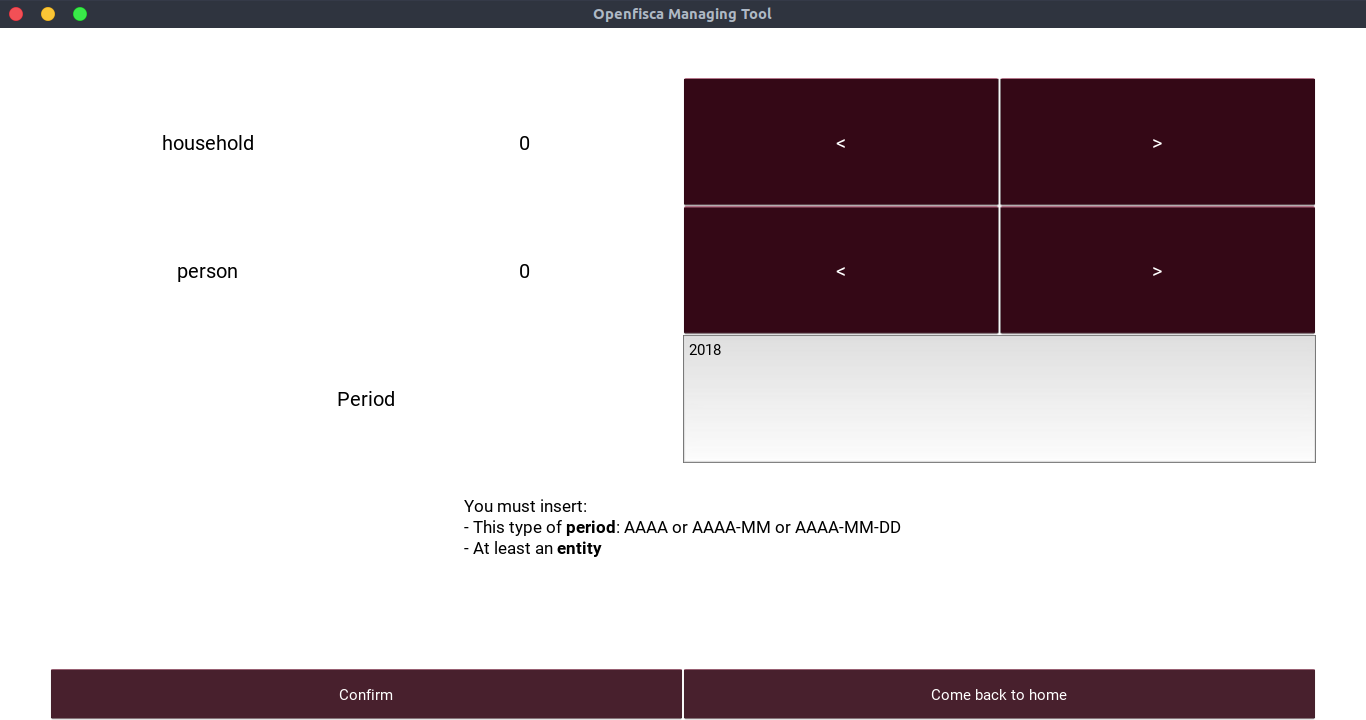 Openfisca Managing Tool
household 0 < >
person 0 < >
Period 2018
You must insert:
- This type of period: AAAA or AAAA-MM or AAAA-MM-DD
- At least an entity
Confirm Come back to home